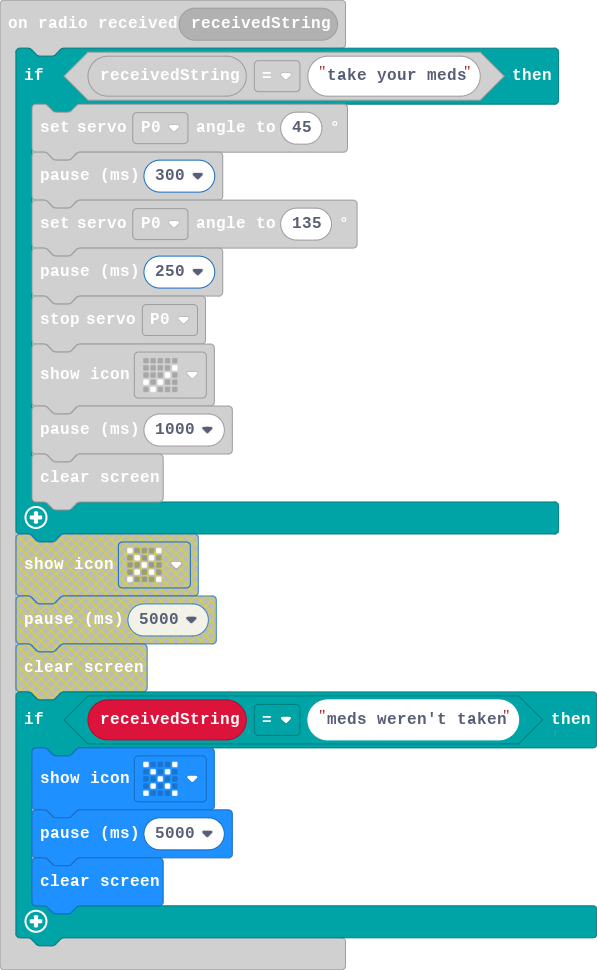 on radio received receivedString
if receivedString = "take your meds" then
set servo P0 angle to 45 °
pause (ms) 300
set servo P0 angle to 135 °
pause (ms) 250
stop servo P0
show icon
pause (ms) 1000
clear screen
show icon
pause (ms) 5000
clear screen
if receivedString = "meds weren't taken" then
show icon
pause (ms) 5000
clear screen